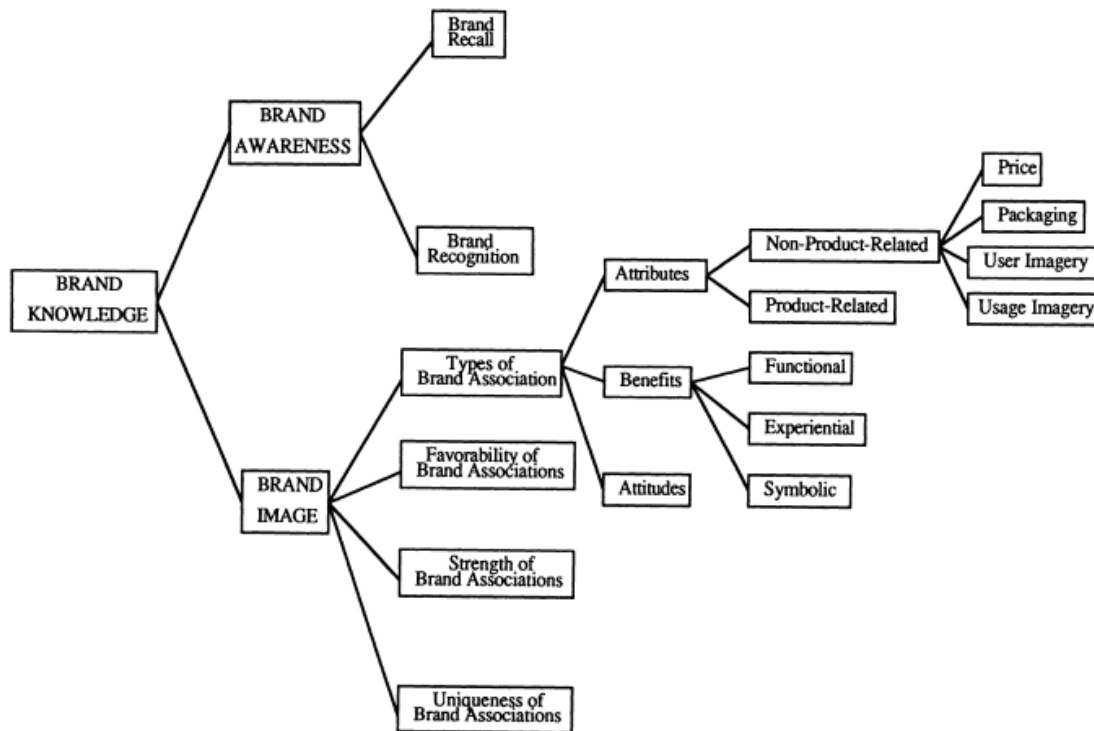 Brand
Recall
BRAND
AWARENESS
Brand
Recognition
BRAND
KNOWLEDGE
BRAND
IMAGE
Types of
Brand Association
Favorability of
Brand Associations
Strength of
Brand Associations
Uniqueness of
Brand Associations
Attributes
Benefits
Attitudes
Non-Product-Related
Product-Related
Functional
Experiential
Symbolic
Price
Packaging
User Imagery
Usage Imagery